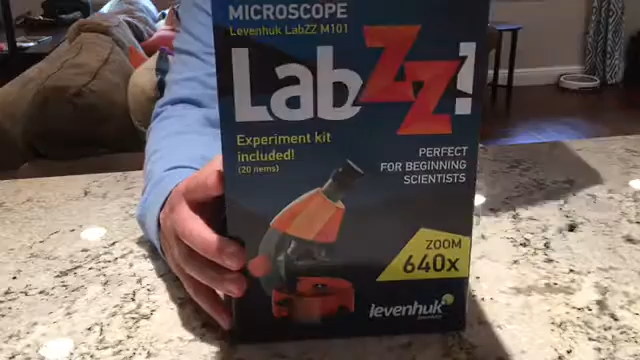 MICROSCOPE
Levenhuk LabZZ M101
LabZZ!
Experiment kit
included!
(20 items)
PERFECT
FOR BEGINNING
SCIENTISTS
ZOOM
640x
levenhuk